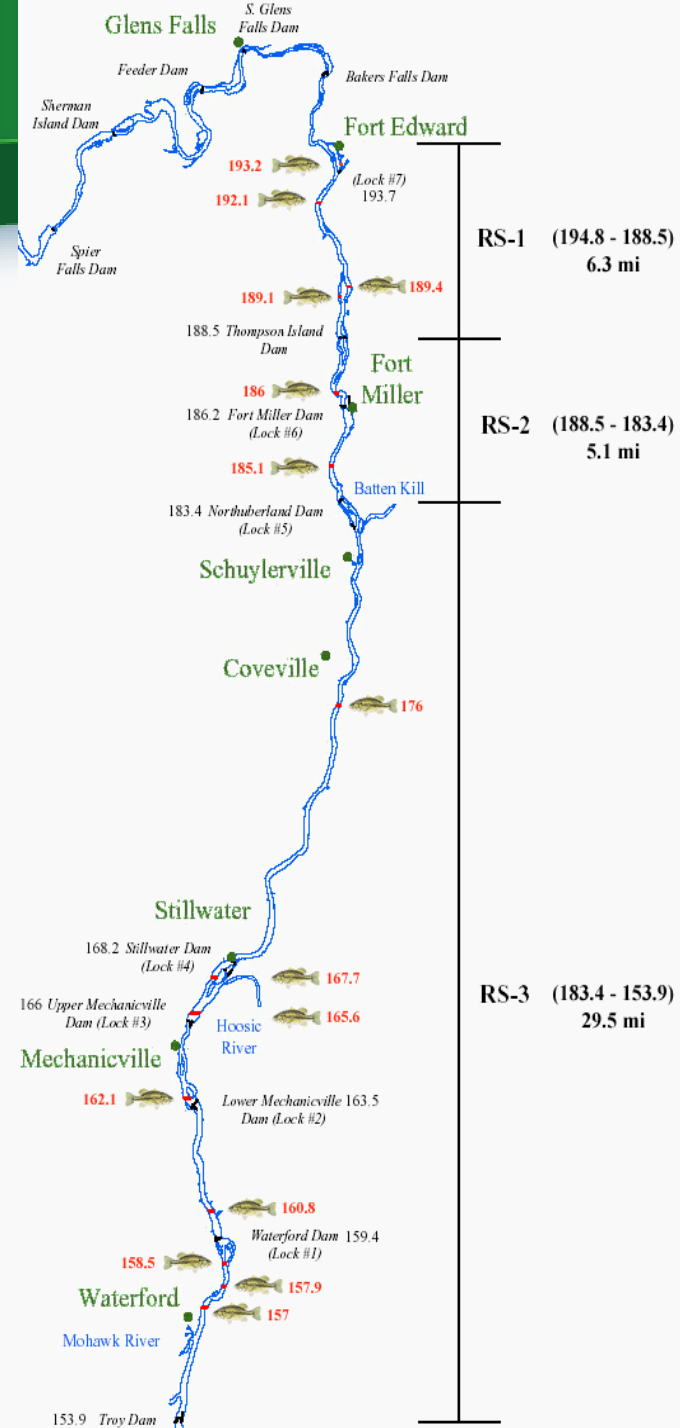 S. Glens
Falls Dam
Glens Falls
Feeder Dam
Bakers Falls Dam
Sherman
Island Dam
Fort Edward
193.2
(Lock #7)
193.7
192.1
RS-1 (194.8 - 188.5)
6.3 mi
Spier
Falls Dam
189.4
189.1
188.5 Thompson Island
Dam
Fort
Miller
186
186.2 Fort Miller Dam
(Lock #6)
RS-2 (188.5 - 183.4)
5.1 mi
185.1
Batten Kill
183.4 Northuberland Dam
(Lock #5)
Schuylerville
Coveville
176
Stillwater
168.2 Stillwater Dam
(Lock #4)
167.7
RS-3 (183.4 - 153.9)
29.5 mi
166 Upper Mechanicville
Dam (Lock #3)
165.6
Hoosic
River
Mechanicville
162.1
Lower Mechanicville 163.5
Dam (Lock #2)
160.8
Waterford Dam 159.4
(Lock #1)
158.5
157.9
Waterford
157
Mohawk River
153.9 Troy Dam